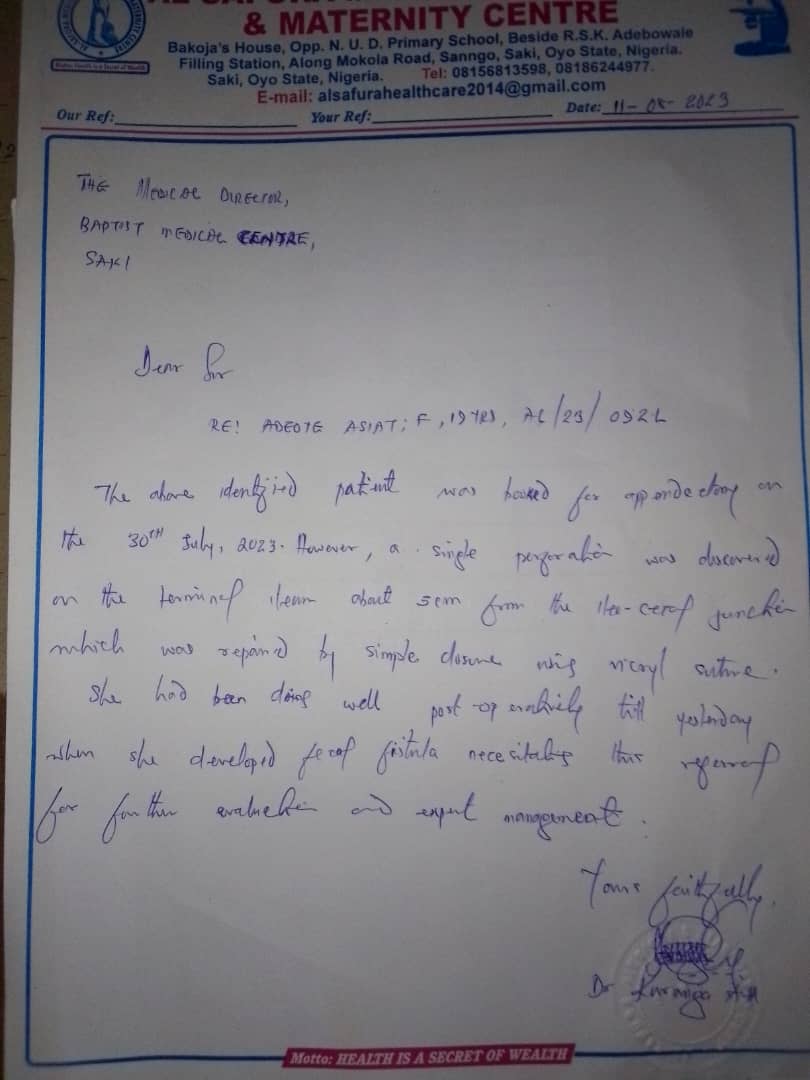 & MATERNITY CENTRE
Bakoja's House, Opp. N. U. D. Primary School, Beside R.S.K. Adebowale
Filling Station, Along Mokola Road, Sanngo, Saki, Oyo State, Nigeria.
Saki, Oyo State, Nigeria. Tel: 08156813598, 08186244977.
E-mail: alsafurahealthcare2014@gmail.com
Our Ref: Your Ref: Date: 11-08-2023
THE MEDICAL DIRECTOR,
BAPTIST MEDICAL CENTRE,
SAKI
Dear Sir
RE: ADEOTE ASIAT; F, 19YRS, AL/23/
The above identified patient was booked for appendectomy on
the 30TH July, 2023. However, a single perforation was discovered
on the terminal ileum about 5cm from the ileo-cecal junction
which was repaired by simple closure using vicryl suture.
She had been doing well post-operatively till yesterday
when she developed fecal fistula necesitating this referral
for further evaluation and expert management.
Yours faithfully,
Dr
Motto: HEALTH IS A SECRET OF WEALTH